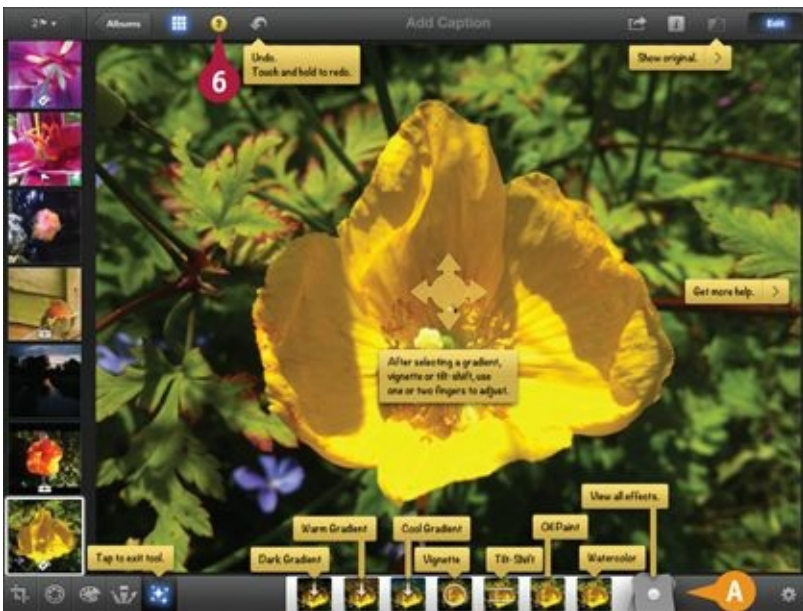 2
Albums
?
Add Caption
i
Edit
Undo.
Touch and hold to redo.
Show original.
6
Get more help.
After selecting a gradient,
vignette or tilt-shift, use
one or two fingers to adjust.
View all effects.
Warm Gradient
Cool Gradient
Oil Paint
Tap to exit tool.
Dark Gradient
Vignette
Tilt-Shift
Watercolor
A